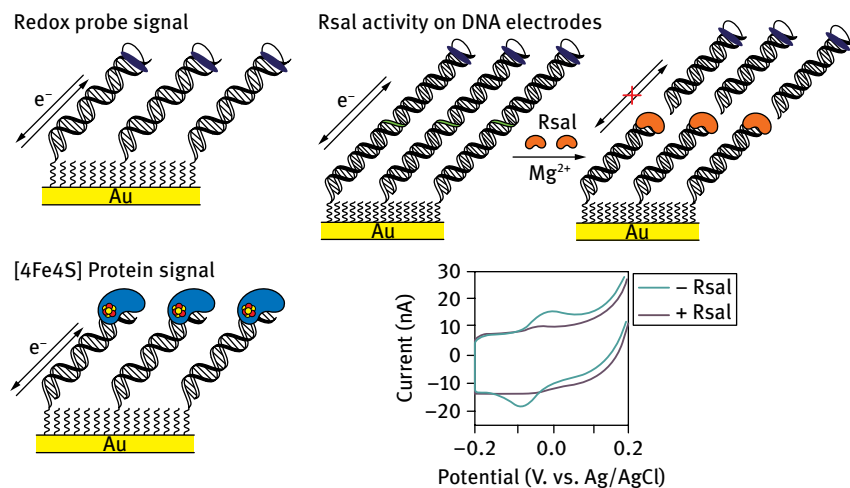 Redox probe signal
e⁻
Au
RsaI activity on DNA electrodes
e⁻
RsaI
Mg²⁺
Au
Au
[4Fe4S] Protein signal
e⁻
Au
30
20
10
0
−10
−20
Current (nA)
−0.2
0.0
0.2
Potential (V. vs. Ag/AgCl)
− RsaI
+ RsaI